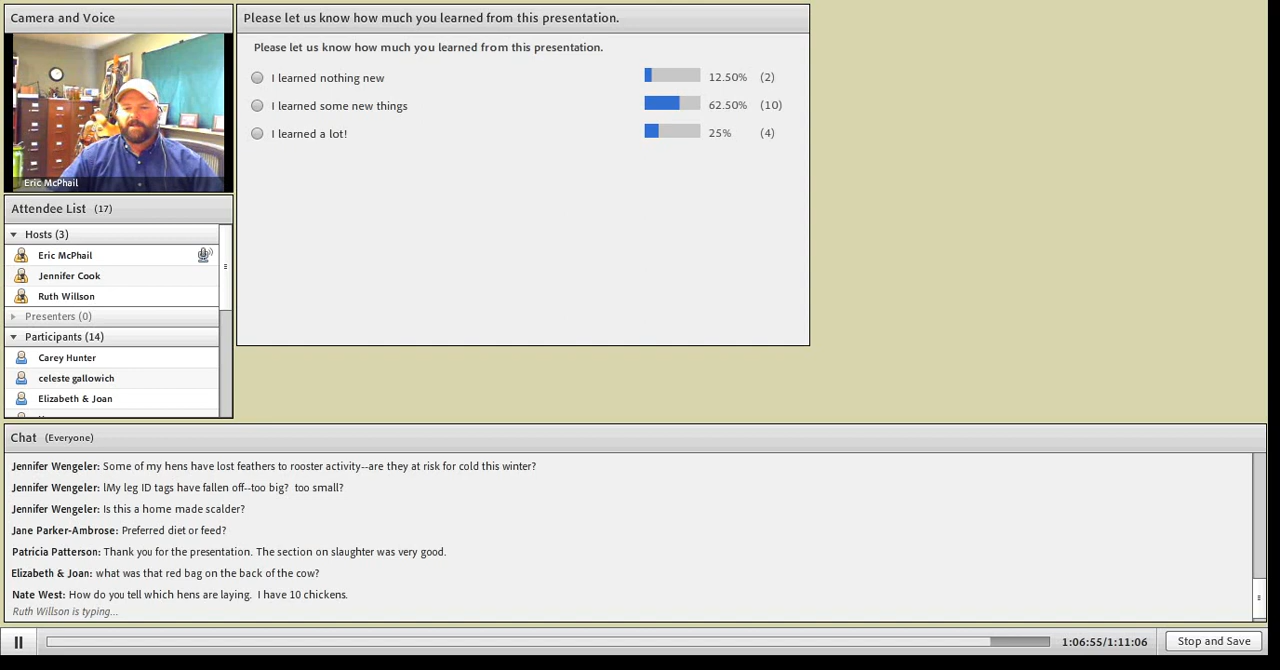 Camera and Voice
Eric McPhail
Attendee List (17)
Hosts (3)
Eric McPhail
Jennifer Cook
Ruth Willson
Presenters (0)
Participants (14)
Carey Hunter
celeste gallowich
Elizabeth & Joan
Please let us know how much you learned from this presentation.
Please let us know how much you learned from this presentation.
I learned nothing new 12.50% (2)
I learned some new things 62.50% (10)
I learned a lot! 25% (4)
Chat (Everyone)
Jennifer Wengeler: Some of my hens have lost feathers to rooster activity--are they at risk for cold this winter?
Jennifer Wengeler: lMy leg ID tags have fallen off--too big?  too small?
Jennifer Wengeler: Is this a home made scalder?
Jane Parker-Ambrose: Preferred diet or feed?
Patricia Patterson: Thank you for the presentation. The section on slaughter was very good.
Elizabeth & Joan: what was that red bag on the back of the cow?
Nate West: How do you tell which hens are laying.  I have 10 chickens.
Ruth Willson is typing...
1:06:55/1:11:06
Stop and Save